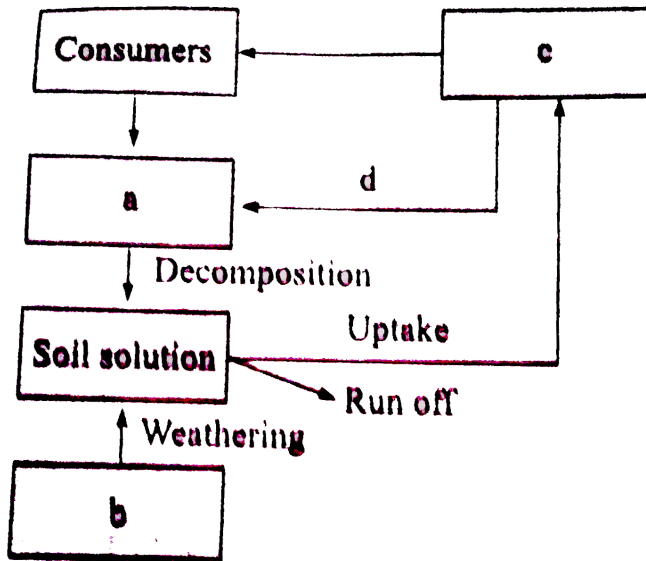 Consumers
c
a
d
Decomposition
Soil solution
Uptake
Run off
Weathering
b